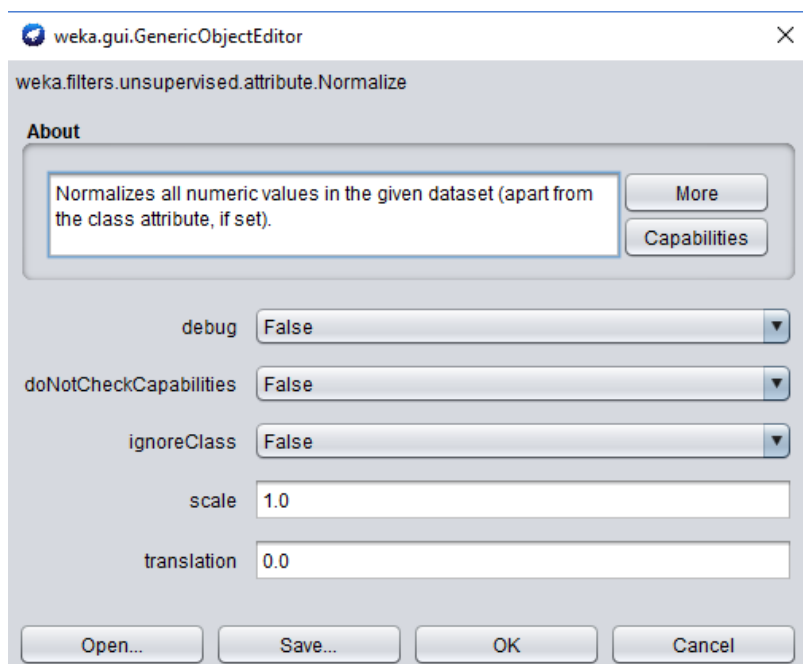 weka.gui.GenericObjectEditor
weka.filters.unsupervised.attribute.Normalize
About
Normalizes all numeric values in the given dataset (apart from
the class attribute, if set).
More
Capabilities
debug False
doNotCheckCapabilities False
ignoreClass False
scale 1.0
translation 0.0
Open... Save... OK Cancel